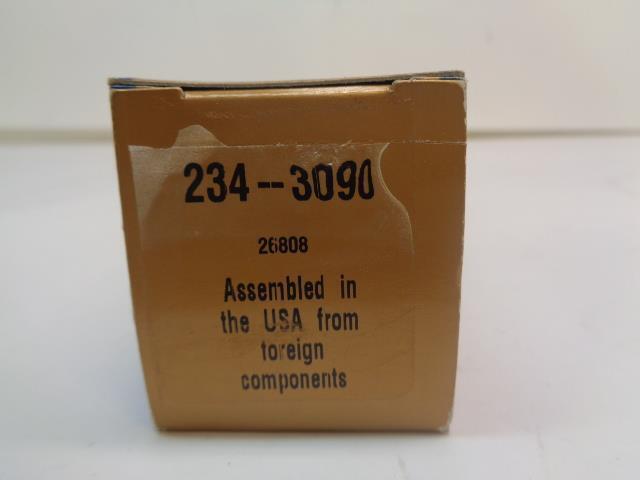 234--3090
26808
Assembled in
the USA from
foreign
components